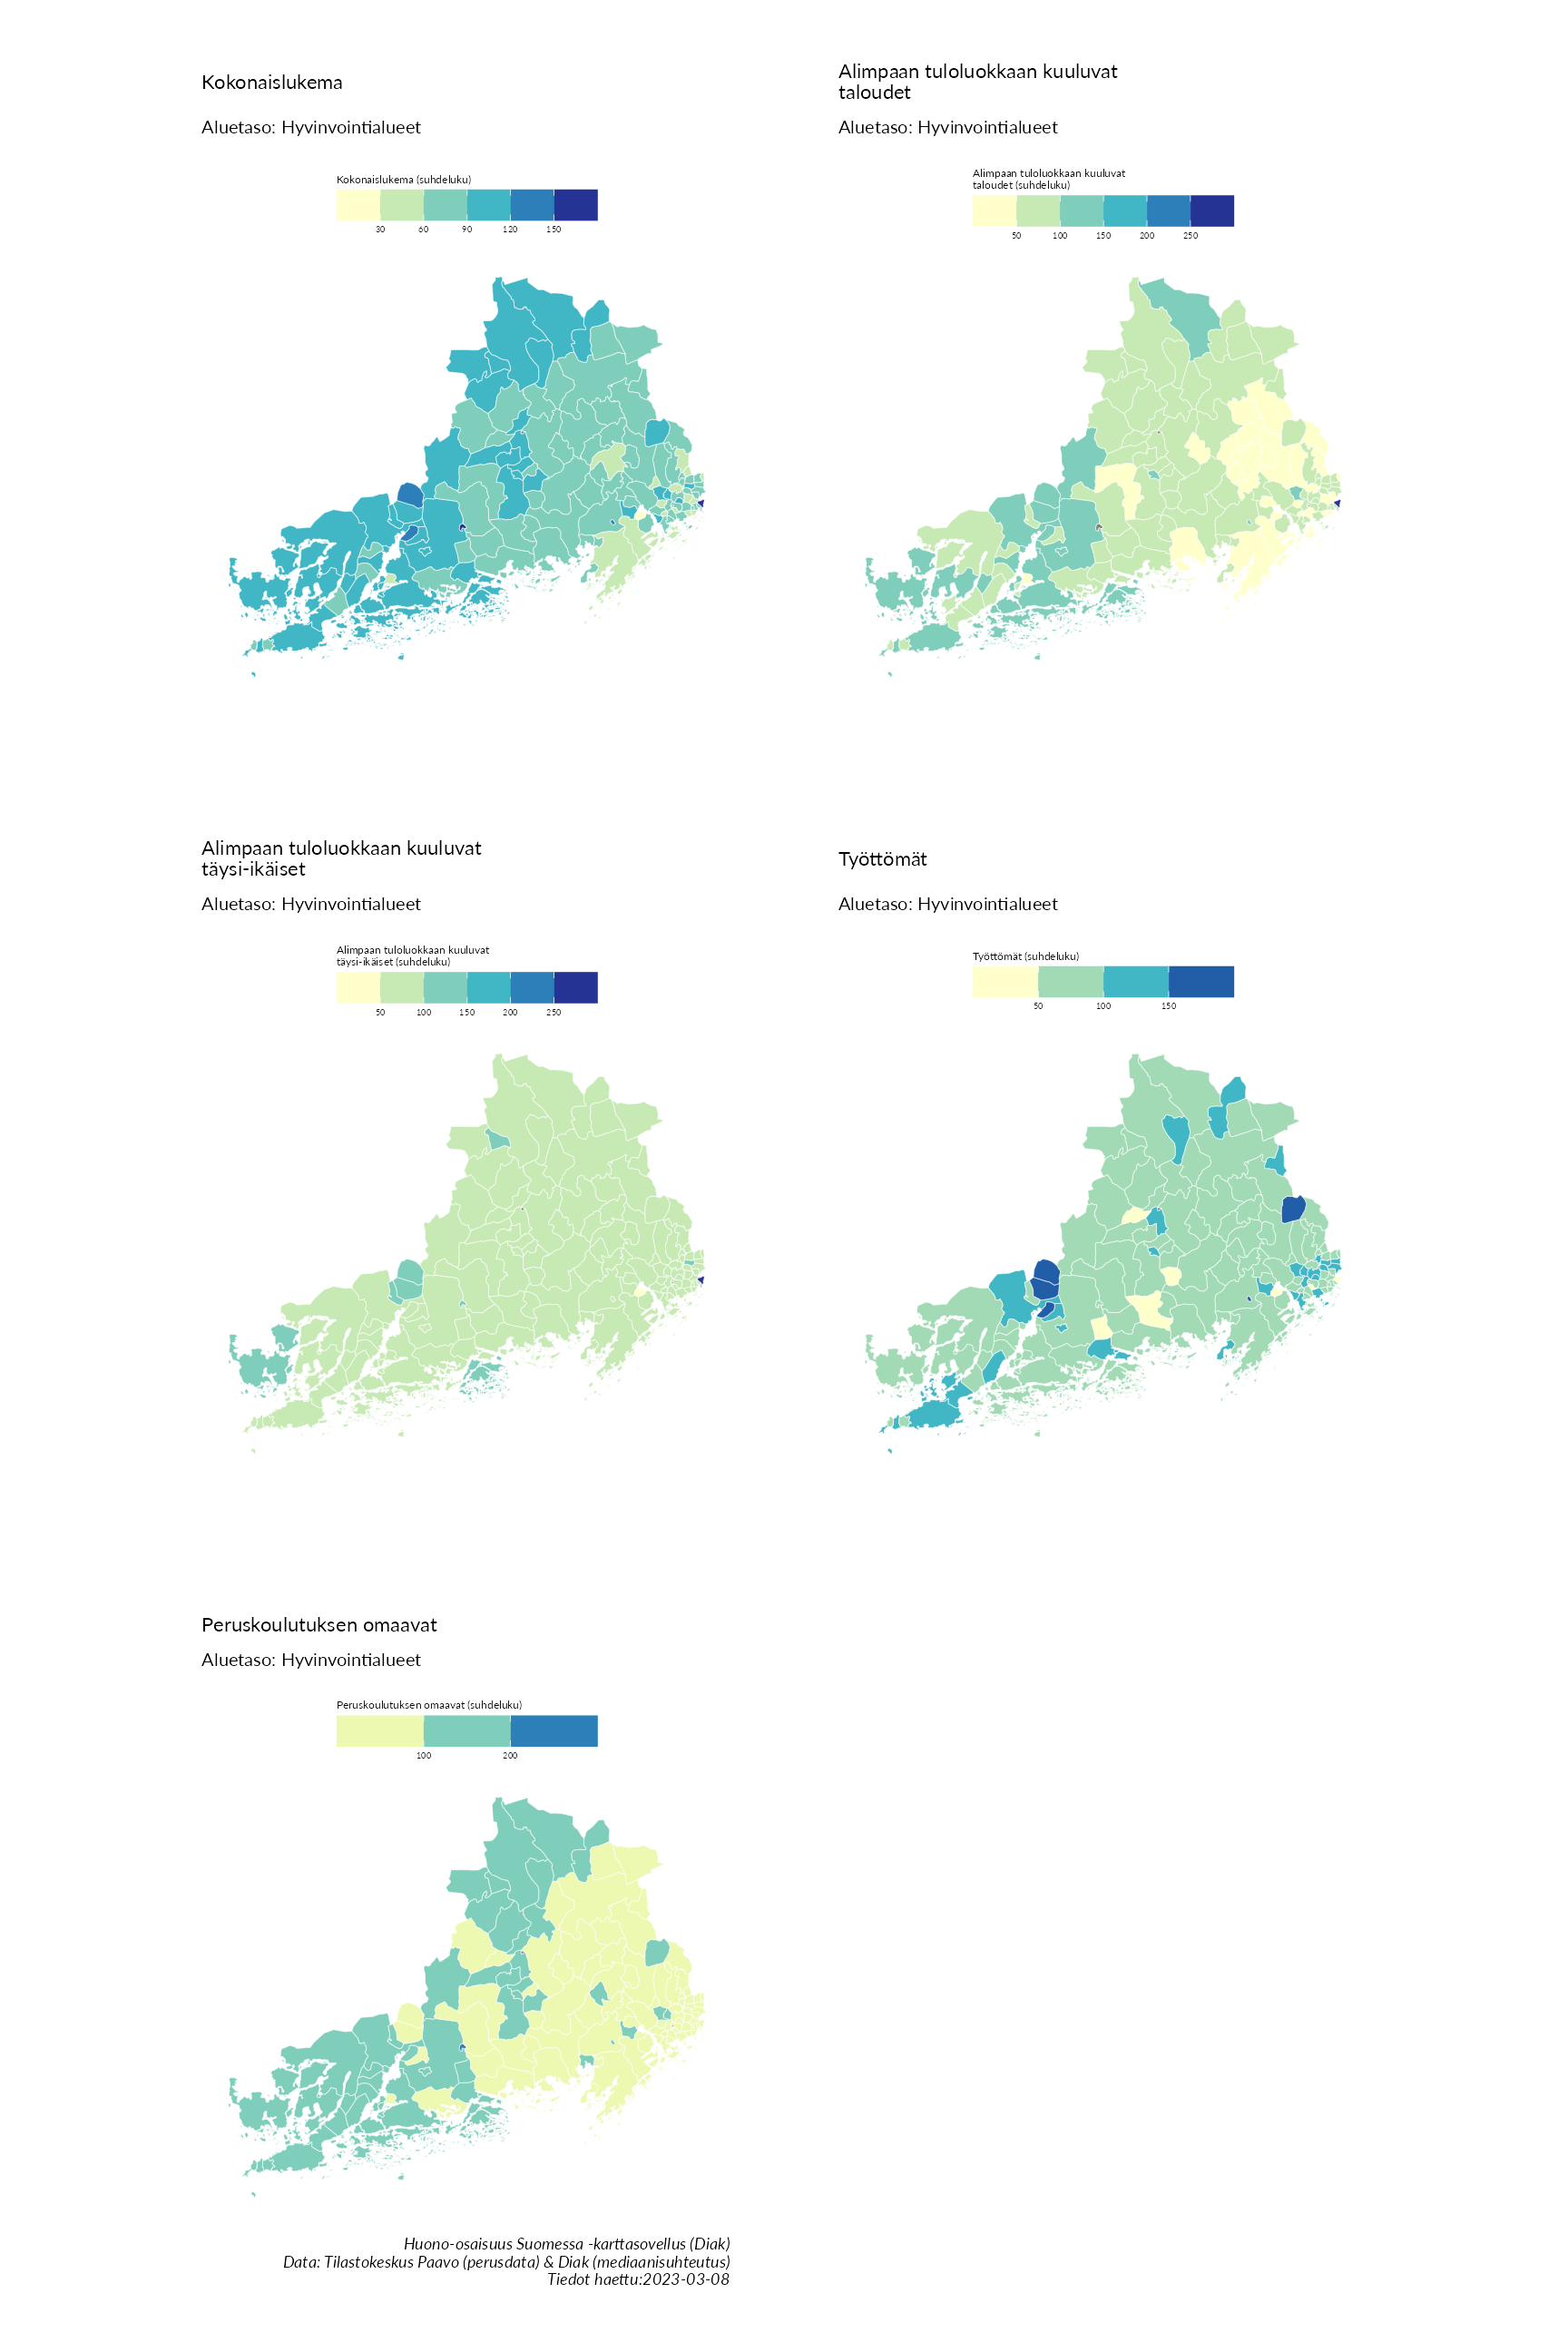 Kokonaislukema
Aluetaso: Hyvinvointialueet
Kokonaislukema (suhdeluku)
30 60 90 120 150
Alimpaan tuloluokkaan kuuluvat
taloudet
Aluetaso: Hyvinvointialueet
Alimpaan tuloluokkaan kuuluvat
taloudet (suhdeluku)
50 100 150 200 250
Alimpaan tuloluokkaan kuuluvat
täysi-ikäiset
Aluetaso: Hyvinvointialueet
Alimpaan tuloluokkaan kuuluvat
täysi-ikäiset (suhdeluku)
50 100 150 200 250
Työttömät
Aluetaso: Hyvinvointialueet
Työttömät (suhdeluku)
50 100 150
Peruskoulutuksen omaavat
Aluetaso: Hyvinvointialueet
Peruskoulutuksen omaavat (suhdeluku)
100 200
Huono-osaisuus Suomessa -karttasovellus (Diak)
Data: Tilastokeskus Paavo (perusdata) & Diak (mediaanisuhteutus)
Tiedot haettu:2023-03-08